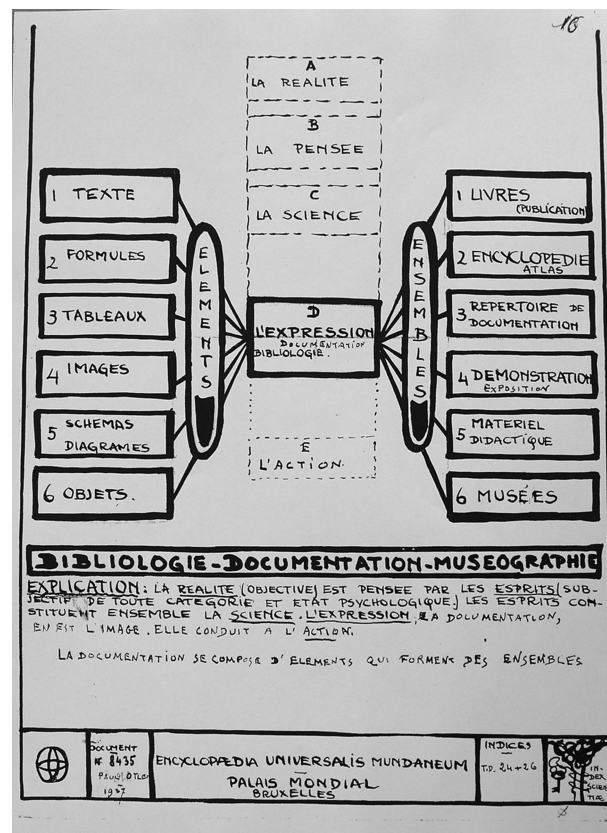 10
A
LA REALITE
B
LA PENSEE
C
LA SCIENCE
1 TEXTE
2 FORMULES
3 TABLEAUX
4 IMAGES
5 SCHEMAS
DIAGRAMES
6 OBJETS.
ELEMENTS
D
L'EXPRESSION
DOCUMENTATION
BIBLIOLOGIE.
E
L'ACTION.
ENSEMBLES
1 LIVRES
(PUBLICATION)
2 ENCYCLOPEDIE
ATLAS
3 REPERTOIRE DE
DOCUMENTATION
4 DEMONSTRATION
EXPOSITION
5 MATERIEL
DIDACTIQUE
6 MUSÉES
BIBLIOLOGIE-DOCUMENTATION-MUSEOGRAPHIE
EXPLICATION: LA REALITE (OBJECTIVE) EST PENSEE PAR LES ESPRITS (SUB-
JECTIF DE TOUTE CATEGORIE ET ETAT PSYCHOLOGIQUE.) LES ESPRITS CON-
STITUENT ENSEMBLE LA SCIENCE. L'EXPRESSION, LA DOCUMENTATION,
EN EST L'IMAGE. ELLE CONDUIT A L'ACTION.
LA DOCUMENTATION SE COMPOSE D'ELEMENTS QUI FORMENT DES ENSEMBLES
DOCUMENT
N° 8435
1937
ENCYCLOPÆDIA UNIVERSALIS MUNDANEUM
PALAIS MONDIAL
BRUXELLES
INDICES
T.D. 24+26
IN-
DEX
SCIEN
TIÆ